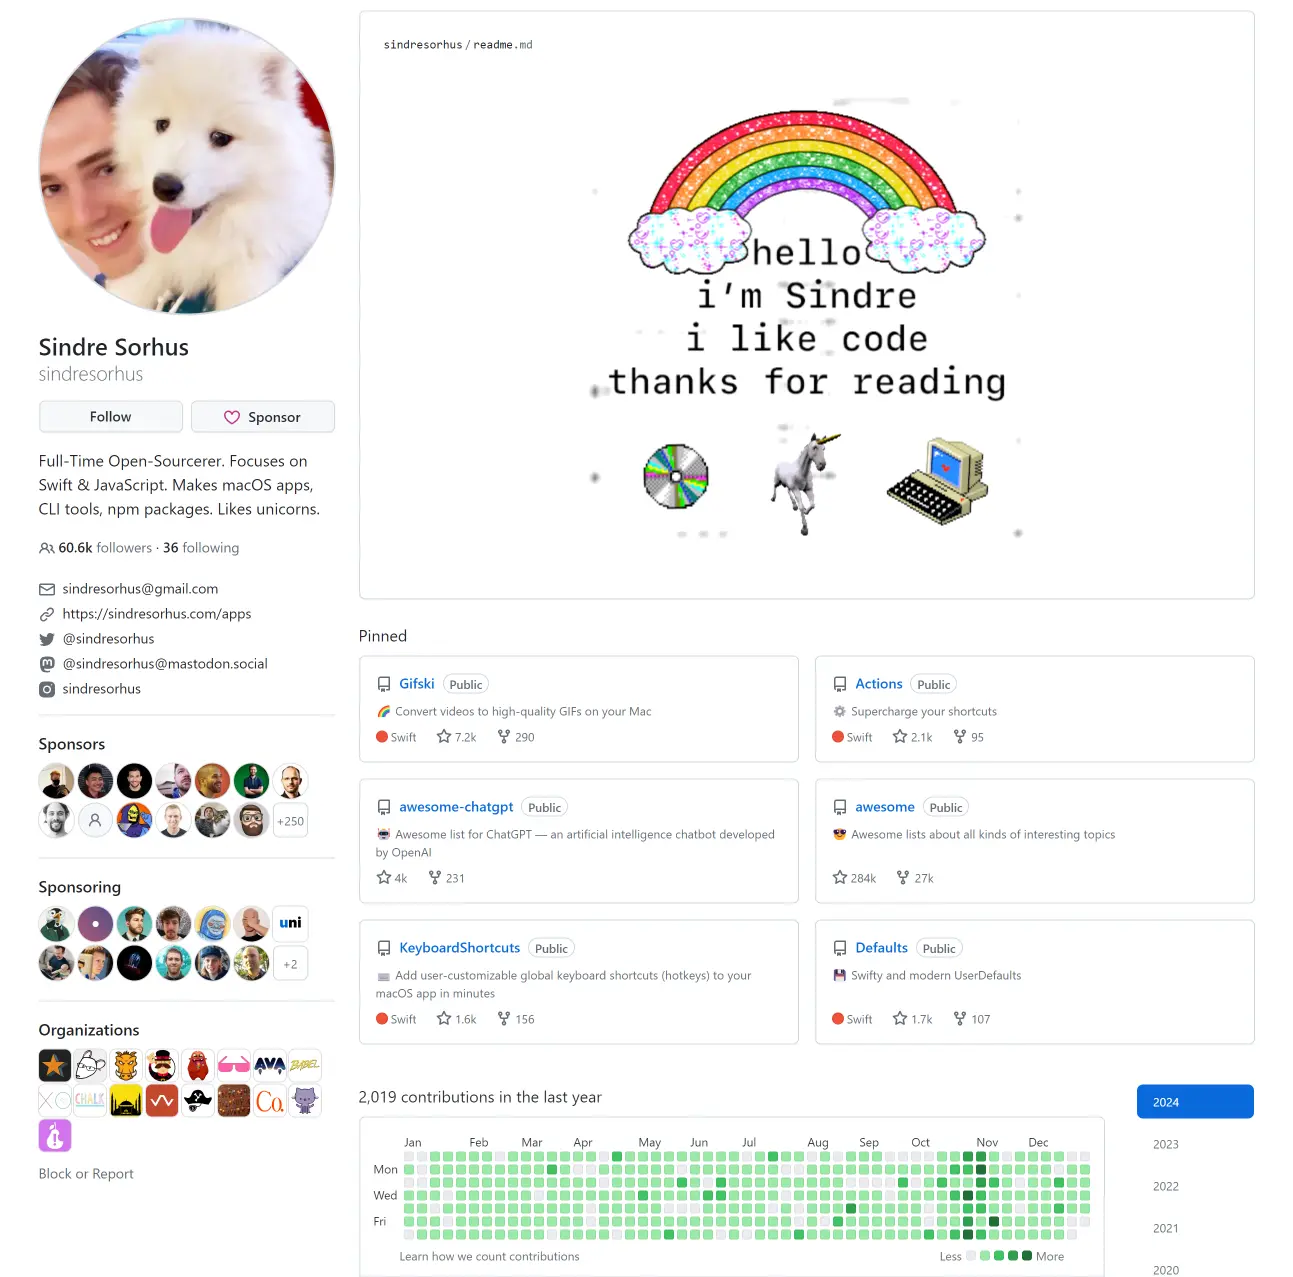 Sindre Sorhus
sindresorhus
Follow
Sponsor
Full-Time Open-Sourcerer. Focuses on
Swift & JavaScript. Makes macOS apps,
CLI tools, npm packages. Likes unicorns.
60.6k followers · 36 following
sindresorhus@gmail.com
https://sindresorhus.com/apps
@sindresorhus
@sindresorhus@mastodon.social
sindresorhus
Sponsors
+250
Sponsoring
uni
+2
Organizations
AVA
BABEL
XO
CHALK
Co.
Block or Report
sindresorhus/readme.md
hello
i'm Sindre
i like code
thanks for reading
Pinned
Gifski Public
Convert videos to high-quality GIFs on your Mac
Swift 7.2k 290
Actions Public
Supercharge your shortcuts
Swift 2.1k 95
awesome-chatgpt Public
Awesome list for ChatGPT — an artificial intelligence chatbot developed
by OpenAI
4k 231
awesome Public
Awesome lists about all kinds of interesting topics
284k 27k
KeyboardShortcuts Public
Add user-customizable global keyboard shortcuts (hotkeys) to your
macOS app in minutes
Swift 1.6k 156
Defaults Public
Swifty and modern UserDefaults
Swift 1.7k 107
2,019 contributions in the last year
Jan Feb Mar Apr May Jun Jul Aug Sep Oct Nov Dec
Mon
Wed
Fri
Learn how we count contributions
Less More
2024
2023
2022
2021
2020